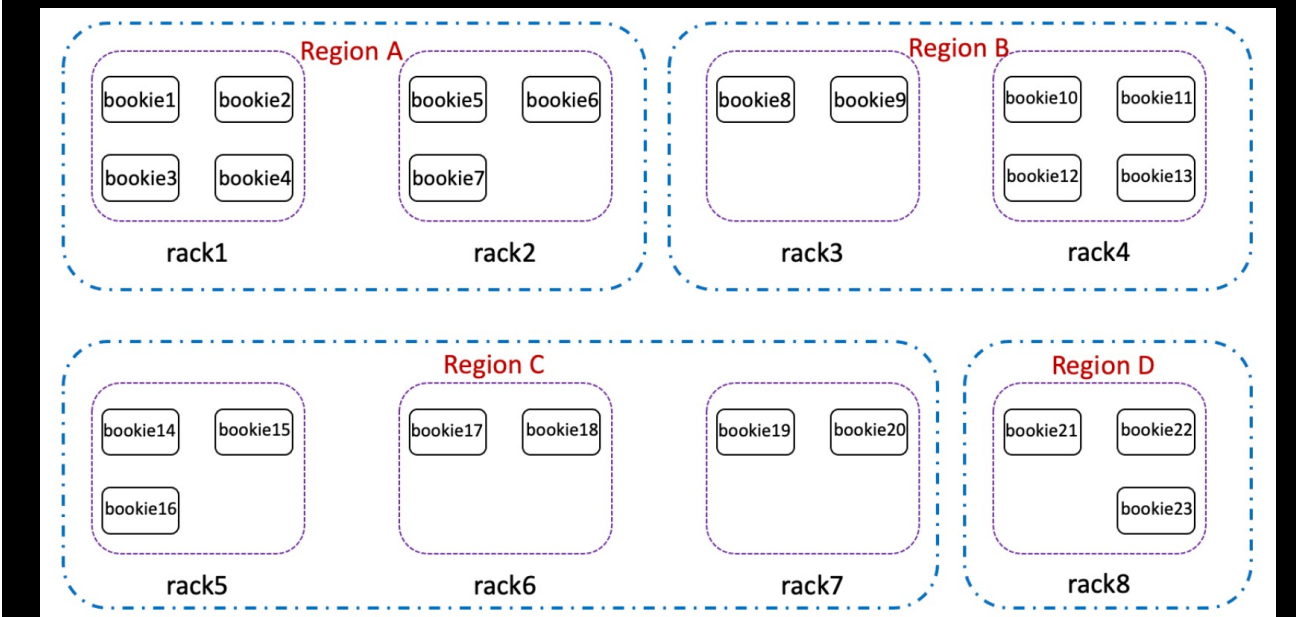 Region A
Region B
bookie1 bookie2 bookie5 bookie6 bookie8 bookie9 bookie10 bookie11
bookie3 bookie4 bookie7 bookie12 bookie13
rack1 rack2 rack3 rack4
Region C
Region D
bookie14 bookie15 bookie17 bookie18 bookie19 bookie20 bookie21 bookie22
bookie16 bookie23
rack5 rack6 rack7 rack8